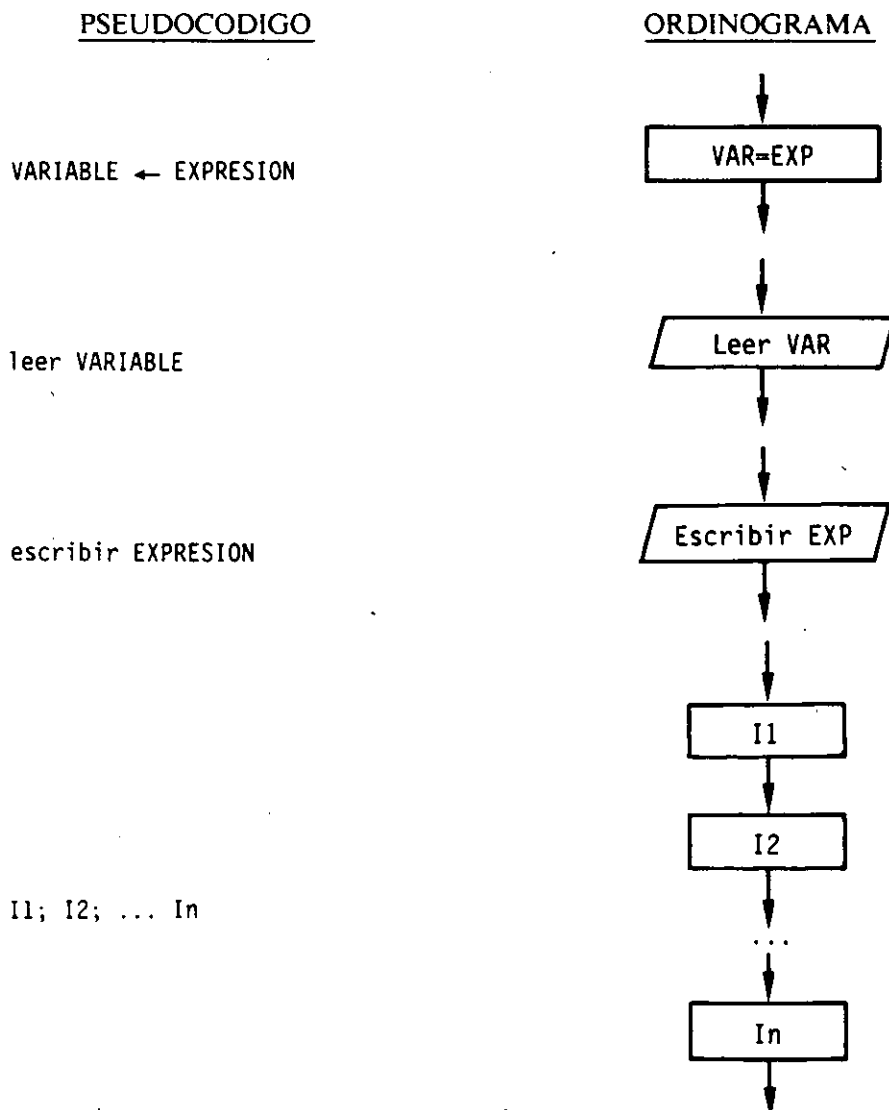 PSEUDOCODIGO
ORDINOGRAMA
VARIABLE ← EXPRESION
VAR=EXP
leer VARIABLE
Leer VAR
escribir EXPRESION
Escribir EXP
I1; I2; ... In
I1
I2
...
In